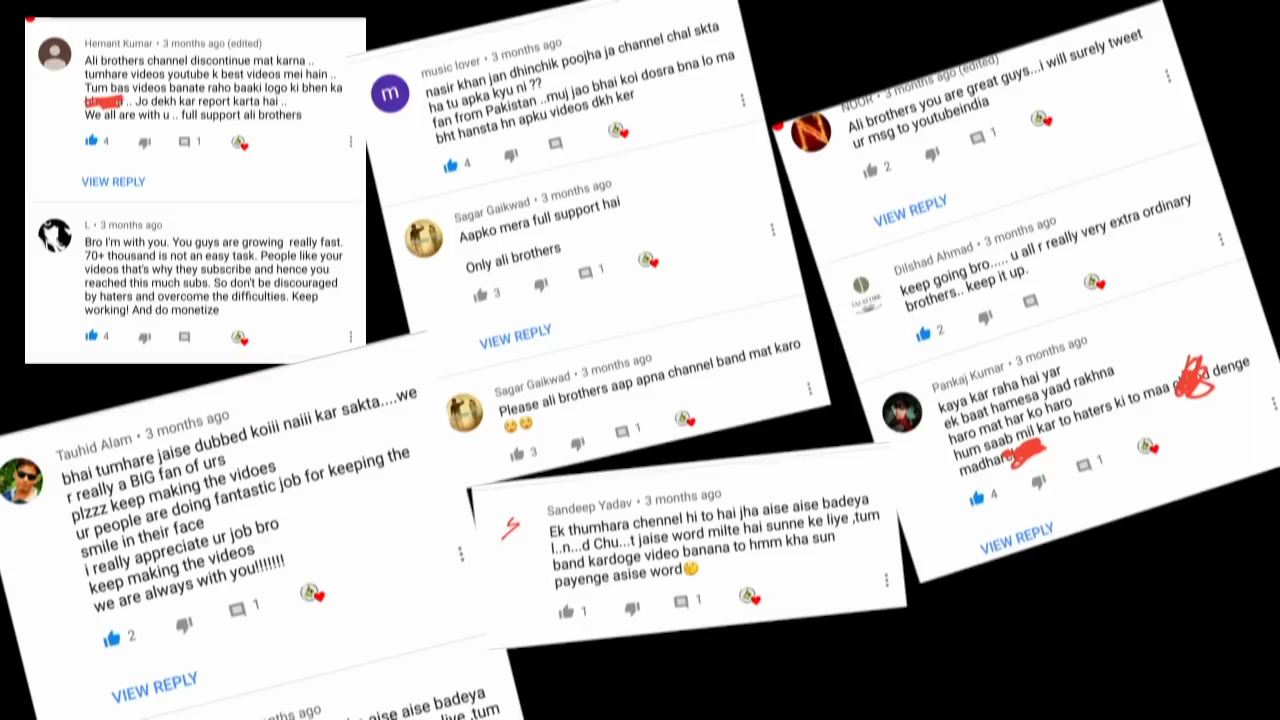 Hemant Kumar • 3 months ago (edited)
Ali brothers channel discontinue mat karna ..
tumhare videos youtube k best videos mei hain ..
Tum bas videos banate raho baaki logo ki bhen ka
.. Jo dekh kar report karta hai ..
We all are with u .. full support ali brothers
4 1
VIEW REPLY
L • 3 months ago
Bro I'm with you. You guys are growing really fast.
70+ thousand is not an easy task. People like your
videos that's why they subscribe and hence you
reached this much subs. So don't be discouraged
by haters and overcome the difficulties. Keep
working! And do monetize
4
music lover • 3 months ago
nasir khan jan dhinchik poojha ja channel chal skta
ha tu apka kyu ni ??
fan from Pakistan ..muj jao bhai koi dosra bna lo ma
bht hansta hn apku videos dkh ker
4
Sagar Gaikwad • 3 months ago
Aapko mera full support hai
Only ali brothers
3 1
VIEW REPLY
Sagar Gaikwad • 3 months ago
Please ali brothers aap apna channel band mat karo
3 1
NOOR • 3 months ago (edited)
Ali brothers you are great guys...i will surely tweet
ur msg to youtubeindia
2 1
VIEW REPLY
Dilshad Ahmad • 3 months ago
keep going bro..... u all r really very extra ordinary
brothers.. keep it up.
2
Pankaj Kumar • 3 months ago
kaya kar raha hai yar
ek baat hamesa yaad rakhna
haro mat har ko haro
hum saab mil kar to haters ki to maa denge
4 1
VIEW REPLY
Tauhid Alam • 3 months ago
bhai tumhare jaise dubbed koiii naiii kar sakta....we
r really a BIG fan of urs
plzzz keep making the vidoes
ur people are doing fantastic job for keeping the
smile in their face
i really appreciate ur job bro
keep making the videos
we are always with you!!!!!!!
2 1
VIEW REPLY
Sandeep Yadav • 3 months ago
Ek thumhara chennel hi to hai jha aise aise badeya
l..n...d Chu...t jaise word milte hai sunne ke liye ,tum
band kardoge video banana to hmm kha sun
payenge asise word
1 1
ths ago
aise aise badeya
liye ,tum